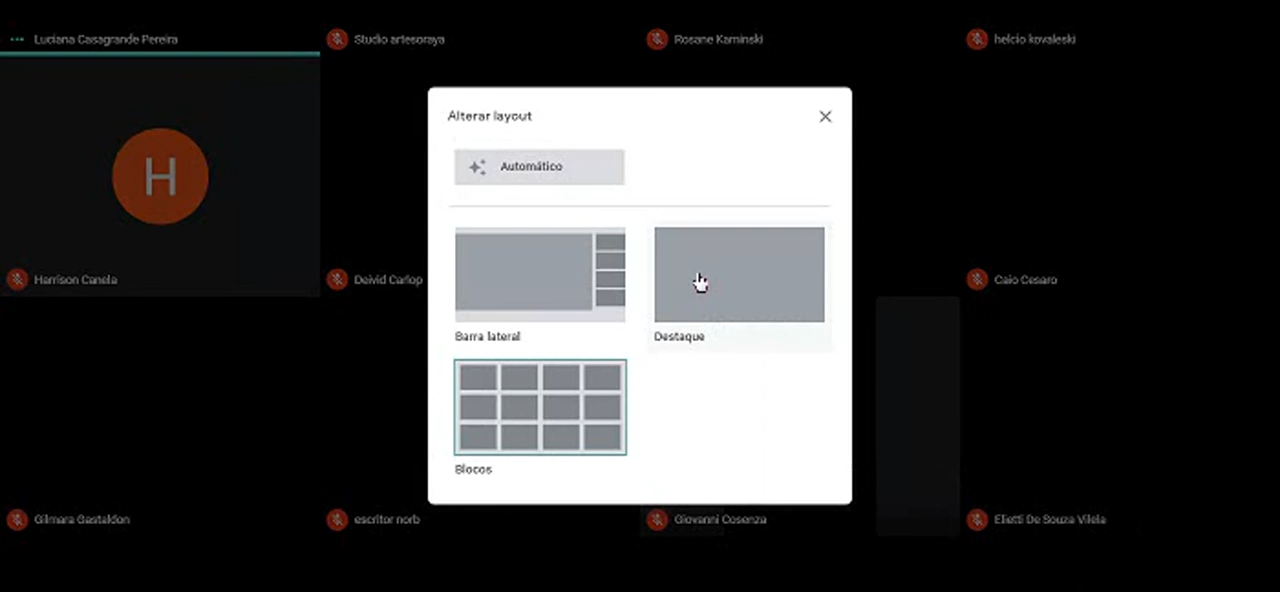 Luciana Casagrande Pereira
Studio artesoraya
Rosane Kaminski
helcio kovaleski
Alterar layout
Automático
H
Harrison Canela
Deivid Carlop
Caio Cesaro
Barra lateral
Destaque
Blocos
Gilmara Gastaldon
escritor norb
Giovanni Cosenza
Elietti De Souza Vilela